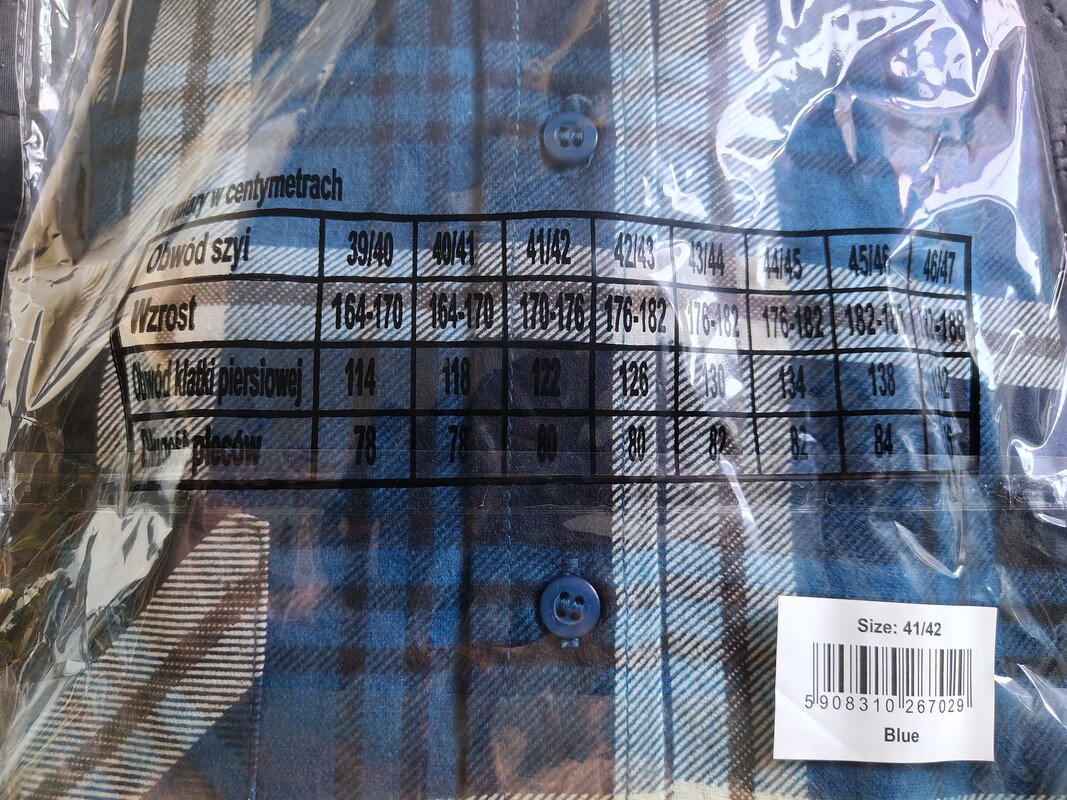 w centymetrach
Obwód szyi 39/40 40/41 41/42 42/43 43/44 44/45 45/46 46/47
Wzrost 164-170 164-170 170-176 176-182 176-182 176-182
Obwód klatki piersiowej 114 118 122 126 130 134 138
pleców 78 78 80 80 82 82 84
Size: 41/42
5 908310 267029
Blue